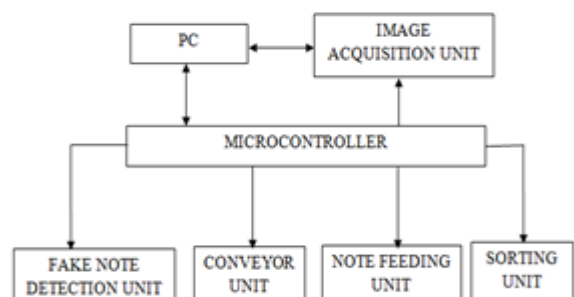 PC
IMAGE
ACQUISITION UNIT
MICROCONTROLLER
FAKE NOTE
DETECTION UNIT
CONVEYOR
UNIT
NOTE FEEDING
UNIT
SORTING
UNIT